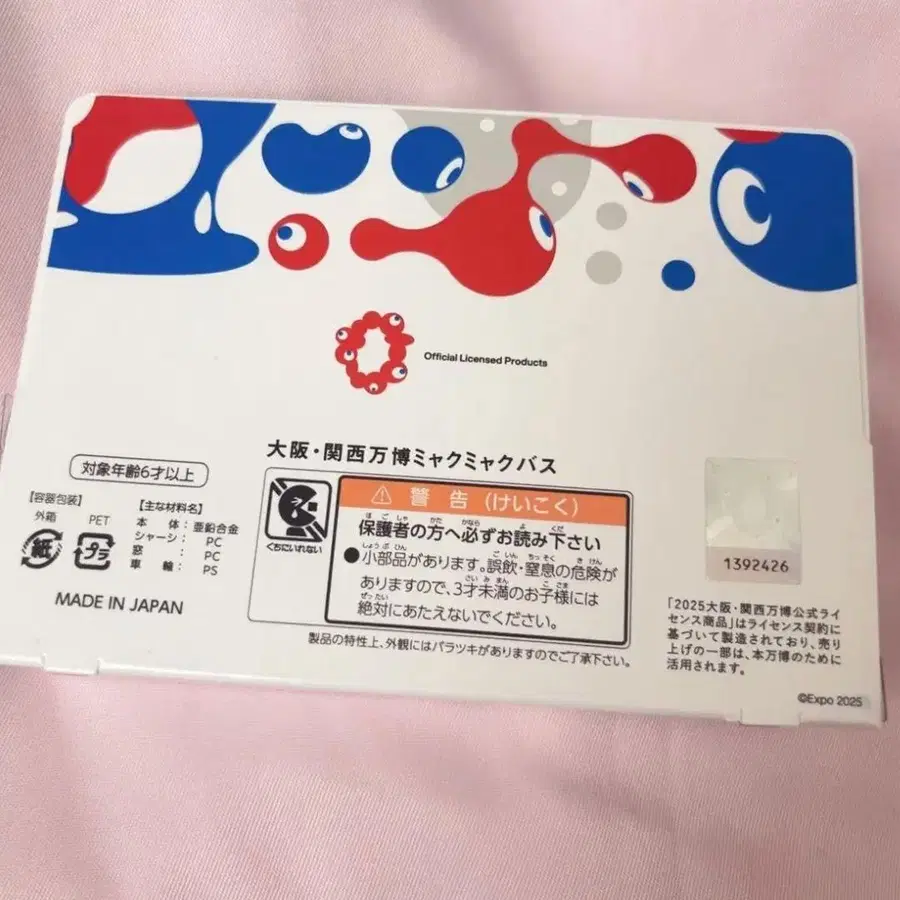 Official Licensed Products
大阪・関西万博ミャクミャクバス
対象年齢6才以上
【容器包装】
外箱 PET
紙 プラ
【主な材料名】
本体：亜鉛合金
シャーシ：PC
窓：PC
車輪：PS
MADE IN JAPAN
くちにいれない
警告（けいこく）
保護者の方へ必ずお読み下さい
●小部品があります。誤飲・窒息の危険が
ありますので、3才未満のお子様には
絶対にあたえないでください。
製品の特性上、外観にはバラツキがありますのでご了承下さい。
1392426
「2025大阪・関西万博公式ライ
センス商品」はライセンス契約に
基づいて製造されており、売り
上げの一部は、本万博のために
活用されます。
©Expo 2025